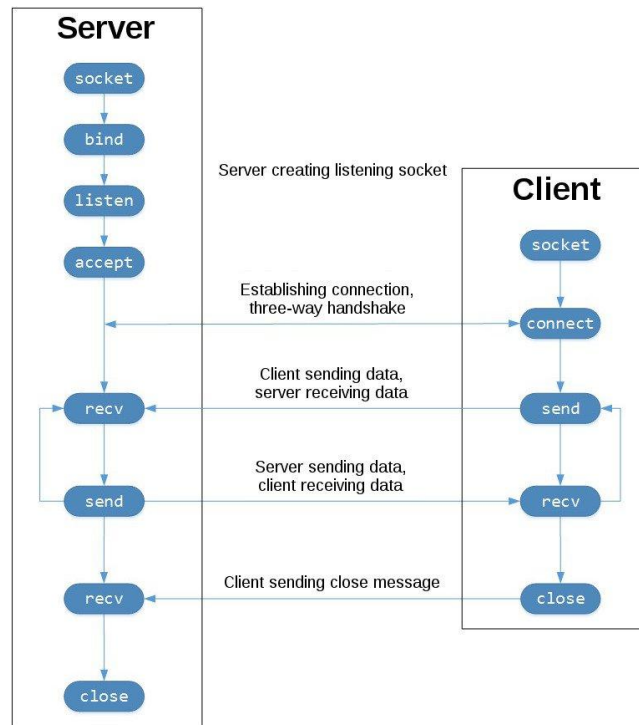 Server
socket
bind
listen
accept
recv
send
recv
close
Server creating listening socket
Establishing connection,
three-way handshake
Client sending data,
server receiving data
Server sending data,
client receiving data
Client sending close message
Client
socket
connect
send
recv
close